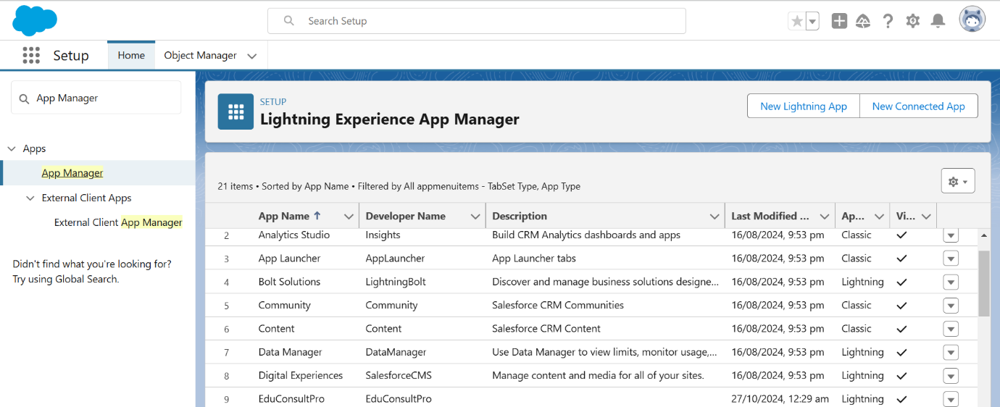 Search Setup
Setup Home Object Manager
App Manager
Apps
App Manager
External Client Apps
External Client App Manager
Didn't find what you're looking for?
Try using Global Search.
SETUP
Lightning Experience App Manager
New Lightning App New Connected App
21 items • Sorted by App Name • Filtered by All appmenuitems - TabSet Type, App Type
App Name ↑ Developer Name Description Last Modified ... Ap... Vi...
2 Analytics Studio Insights Build CRM Analytics dashboards and apps 16/08/2024, 9:53 pm Classic
3 App Launcher AppLauncher App Launcher tabs 16/08/2024, 9:53 pm Classic
4 Bolt Solutions LightningBolt Discover and manage business solutions designe... 16/08/2024, 9:53 pm Lightning
5 Community Community Salesforce CRM Communities 16/08/2024, 9:53 pm Classic
6 Content Content Salesforce CRM Content 16/08/2024, 9:53 pm Classic
7 Data Manager DataManager Use Data Manager to view limits, monitor usage,... 16/08/2024, 9:53 pm Lightning
8 Digital Experiences SalesforceCMS Manage content and media for all of your sites. 16/08/2024, 9:53 pm Lightning
9 EduConsultPro EduConsultPro 27/10/2024, 12:29 am Lightning